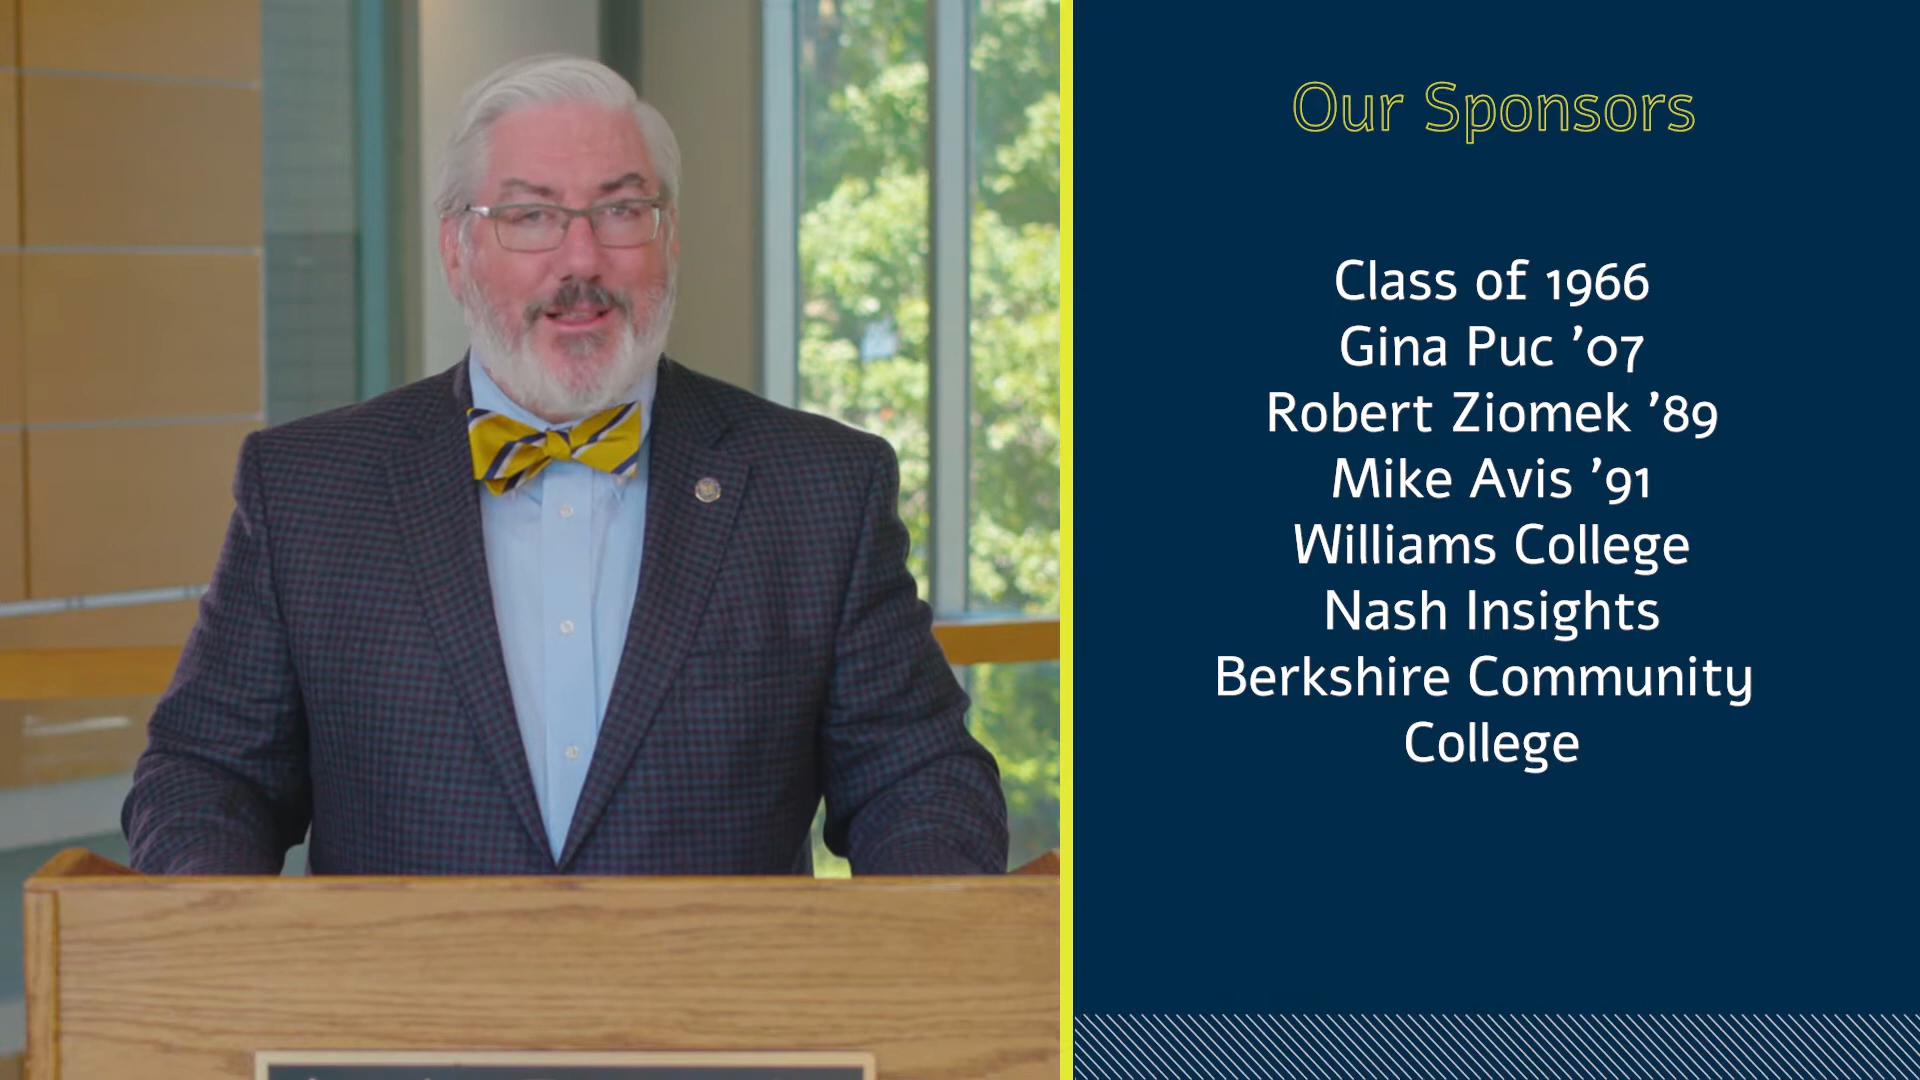 Our Sponsors
Class of 1966
Gina Puc ’07
Robert Ziomek ’89
Mike Avis ’91
Williams College
Nash Insights
Berkshire Community
College